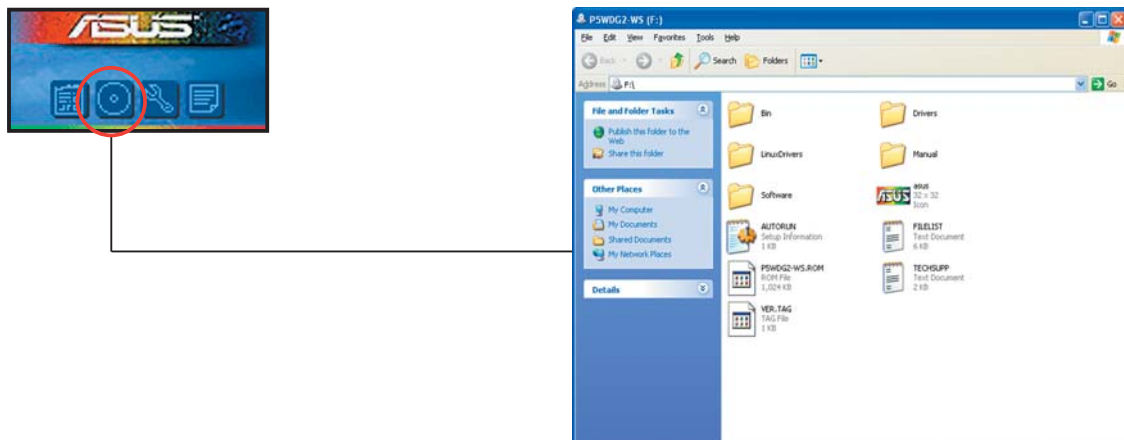 ASUS
P5WDG2-WS (F:)
File Edit View Favorites Tools Help
Back Search Folders
Address F:\ Go
File and Folder Tasks
Publish this folder to the
Web
Share this folder
Other Places
My Computer
My Documents
Shared Documents
My Network Places
Details
Bin
Drivers
LinuxDrivers
Manual
Software
asus
32 x 32
Icon
AUTORUN
Setup Information
1 KB
FILELIST
Text Document
6 KB
P5WDG2-WS.ROM
ROM File
1,024 KB
TECHSUPP
Text Document
2 KB
VER.TAG
TAG File
1 KB